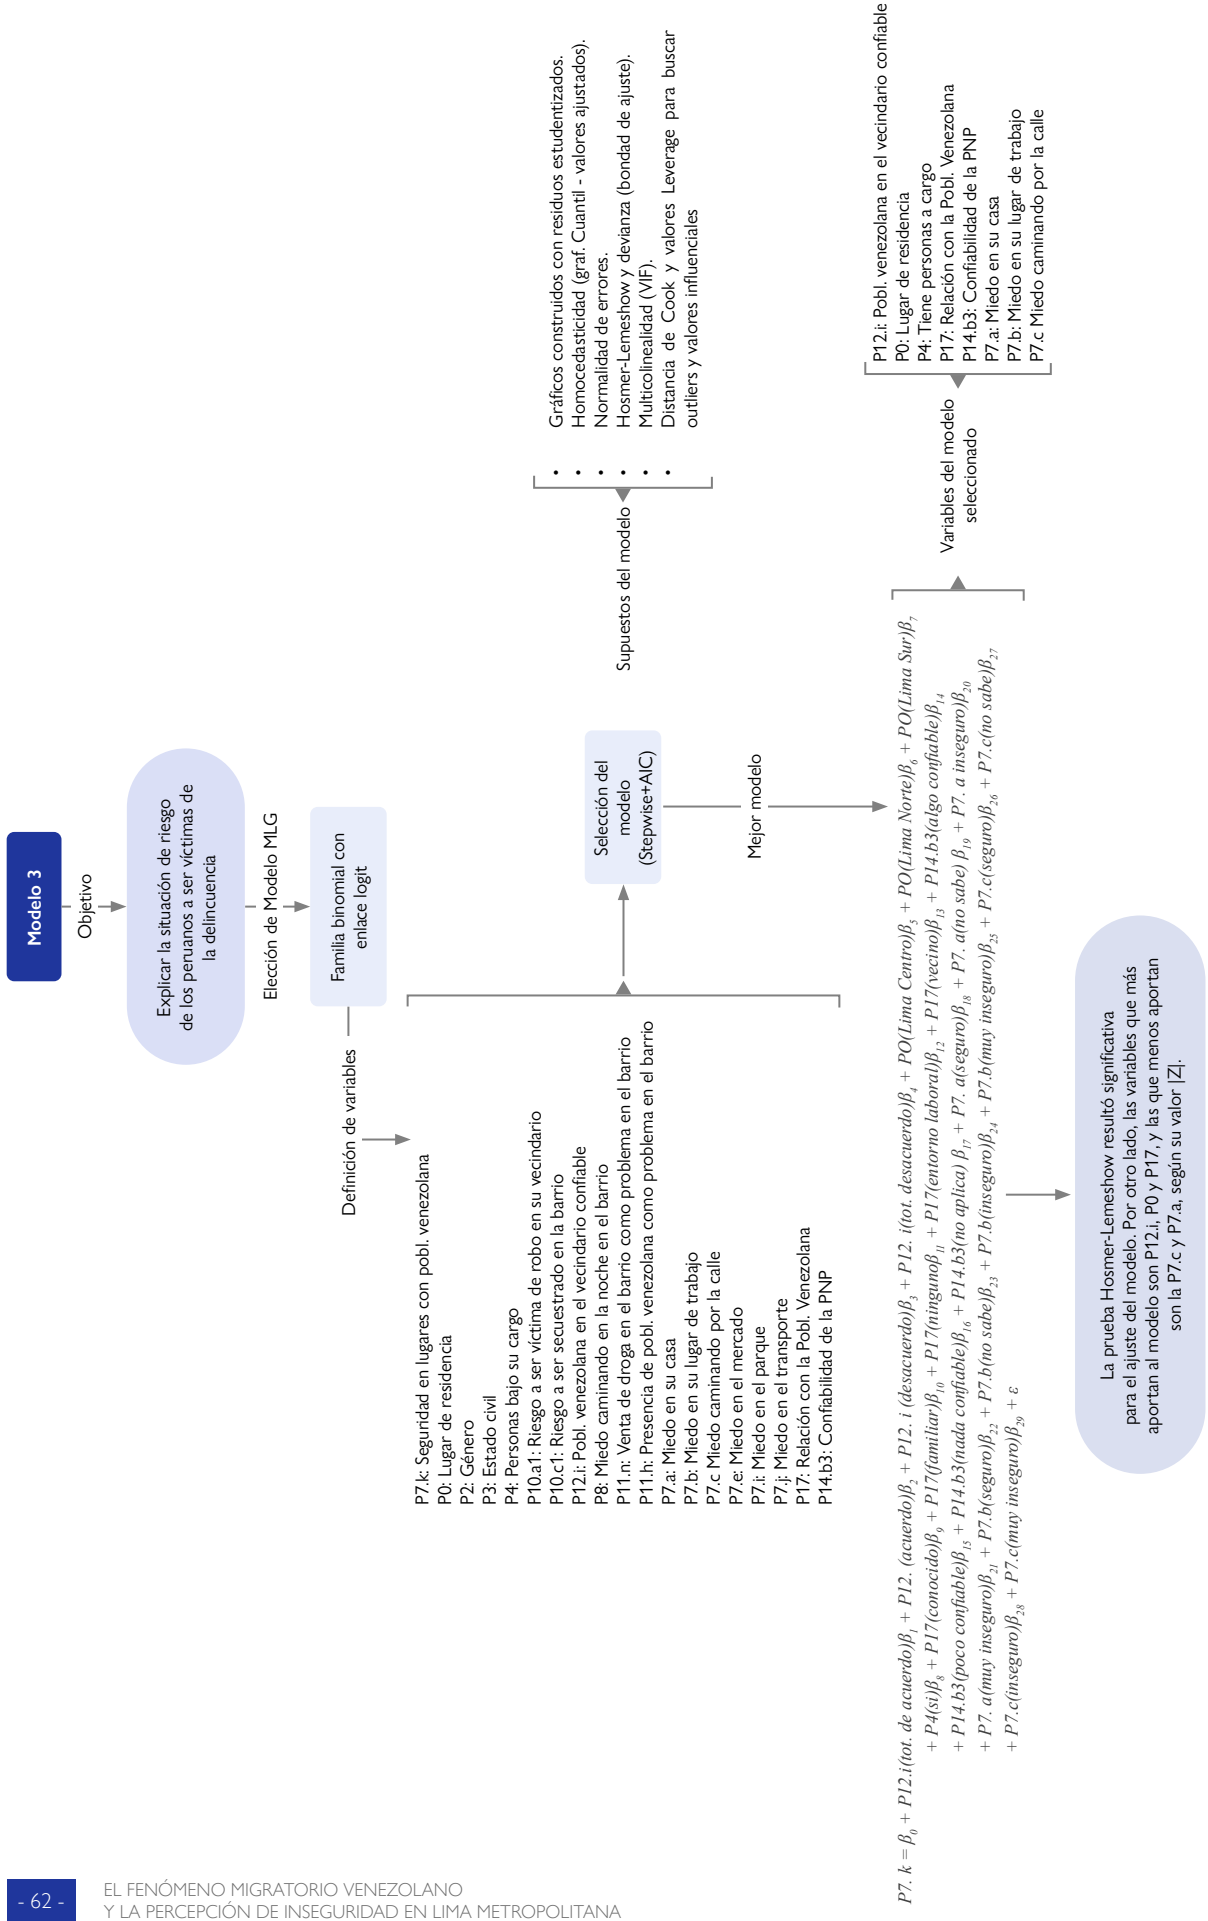 Modelo 3
Objetivo
Explicar la situación de riesgo
de los peruanos a ser víctimas de
la delincuencia
Elección de Modelo MLG
Familia binomial con
enlace logit
Definición de variables
P7.k: Seguridad en lugares con pobl. venezolana
P0: Lugar de residencia
P2: Género
P3: Estado civil
P4: Personas bajo su cargo
P10.a1: Riesgo a ser víctima de robo en su vecindario
P10.c1: Riesgo a ser secuestrado en la barrio
P12.i: Pobl. venezolana en el vecindario confiable
P8: Miedo caminando en la noche en el barrio
P11.n: Venta de droga en el barrio como problema en el barrio
P11.h: Presencia de pobl. venezolana como problema en el barrio
P7.a: Miedo en su casa
P7.b: Miedo en su lugar de trabajo
P7.c Miedo caminando por la calle
P7.e: Miedo en el mercado
P7.i: Miedo en el parque
P7.j: Miedo en el transporte
P17: Relación con la Pobl. Venezolana
P14.b3: Confiabilidad de la PNP
Selección del
modelo
(Stepwise+AIC)
Supuestos del modelo
• Gráficos construidos con residuos estudentizados.
• Homocedasticidad (graf. Cuantil - valores ajustados).
• Normalidad de errores.
• Hosmer-Lemeshow y devianza (bondad de ajuste).
• Multicolinealidad (VIF).
• Distancia de Cook y valores Leverage para buscar
outliers y valores influenciales
Mejor modelo
P7. k = β₀ + P12.i(tot. de acuerdo)β₁ + P12. (acuerdo)β₂ + P12. i (desacuerdo)β₃ + P12. i(tot. desacuerdo)β₄ + PO(Lima Centro)β₅ + PO(Lima Norte)β₆ + PO(Lima Sur)β₇
+ P4(si)β₈ + P17(conocido)β₉ + P17(familiar)β₁₀ + P17(ningunoβ₁₁ + P17(entorno laboral)β₁₂ + P17(vecino)β₁₃ + P14.b3(algo confiable)β₁₄
+ P14.b3(poco confiable)β₁₅ + P14.b3(nada confiable)β₁₆ + P14.b3(no aplica) β₁₇ + P7. a(seguro)β₁₈ + P7. a(no sabe) β₁₉ + P7. a inseguro)β₂₀
+ P7. a(muy inseguro)β₂₁ + P7.b(seguro)β₂₂ + P7.b(no sabe)β₂₃ + P7.b(inseguro)β₂₄ + P7.b(muy inseguro)β₂₅ + P7.c(seguro)β₂₆ + P7.c(no sabe)β₂₇
+ P7.c(inseguro)β₂₈ + P7.c(muy inseguro)β₂₉ + ε
Variables del modelo
seleccionado
P12.i: Pobl. venezolana en el vecindario confiable
P0: Lugar de residencia
P4: Tiene personas a cargo
P17: Relación con la Pobl. Venezolana
P14.b3: Confiabilidad de la PNP
P7.a: Miedo en su casa
P7.b: Miedo en su lugar de trabajo
P7.c Miedo caminando por la calle
La prueba Hosmer-Lemeshow resultó significativa
para el ajuste del modelo. Por otro lado, las variables que más
aportan al modelo son P12.i, P0 y P17, y las que menos aportan
son la P7.c y P7.a, según su valor |Z|.
- 62 -
EL FENÓMENO MIGRATORIO VENEZOLANO
Y LA PERCEPCIÓN DE INSEGURIDAD EN LIMA METROPOLITANA